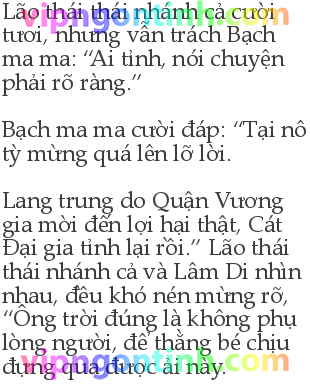 vipngontinh.com
Lão thái thái nhánh cả cười
tươi, nhưng vẫn trách Bạch
ma ma: “Ai tỉnh, nói chuyện
phải rõ ràng.”
Bạch ma ma cười đáp: “Tại nô
tỳ mừng quá lên lỡ lời.
Lang trung do Quận Vương
gia mời đến lợi hại thật, Cát
Đại gia tỉnh lại rồi.” Lão thái
thái nhánh cả và Lâm Di nhìn
nhau, đều khó nén mừng rỡ,
“Ông trời đúng là không phụ
lòng người, để thằng bé chịu
đựng qua được ải này.
vipngontinh.com